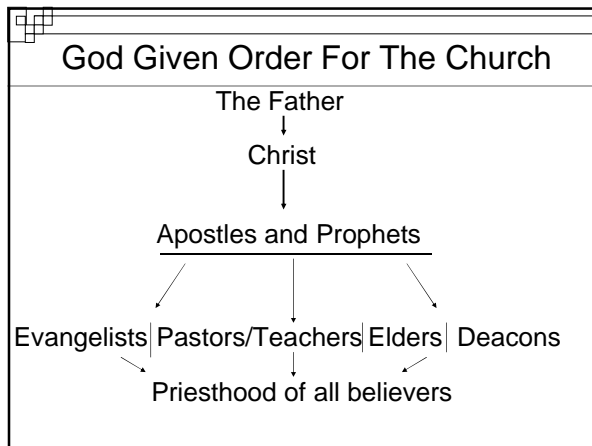 God Given Order For The Church
The Father
Christ
Apostles and Prophets
Evangelists Pastors/Teachers Elders Deacons
Priesthood of all believers